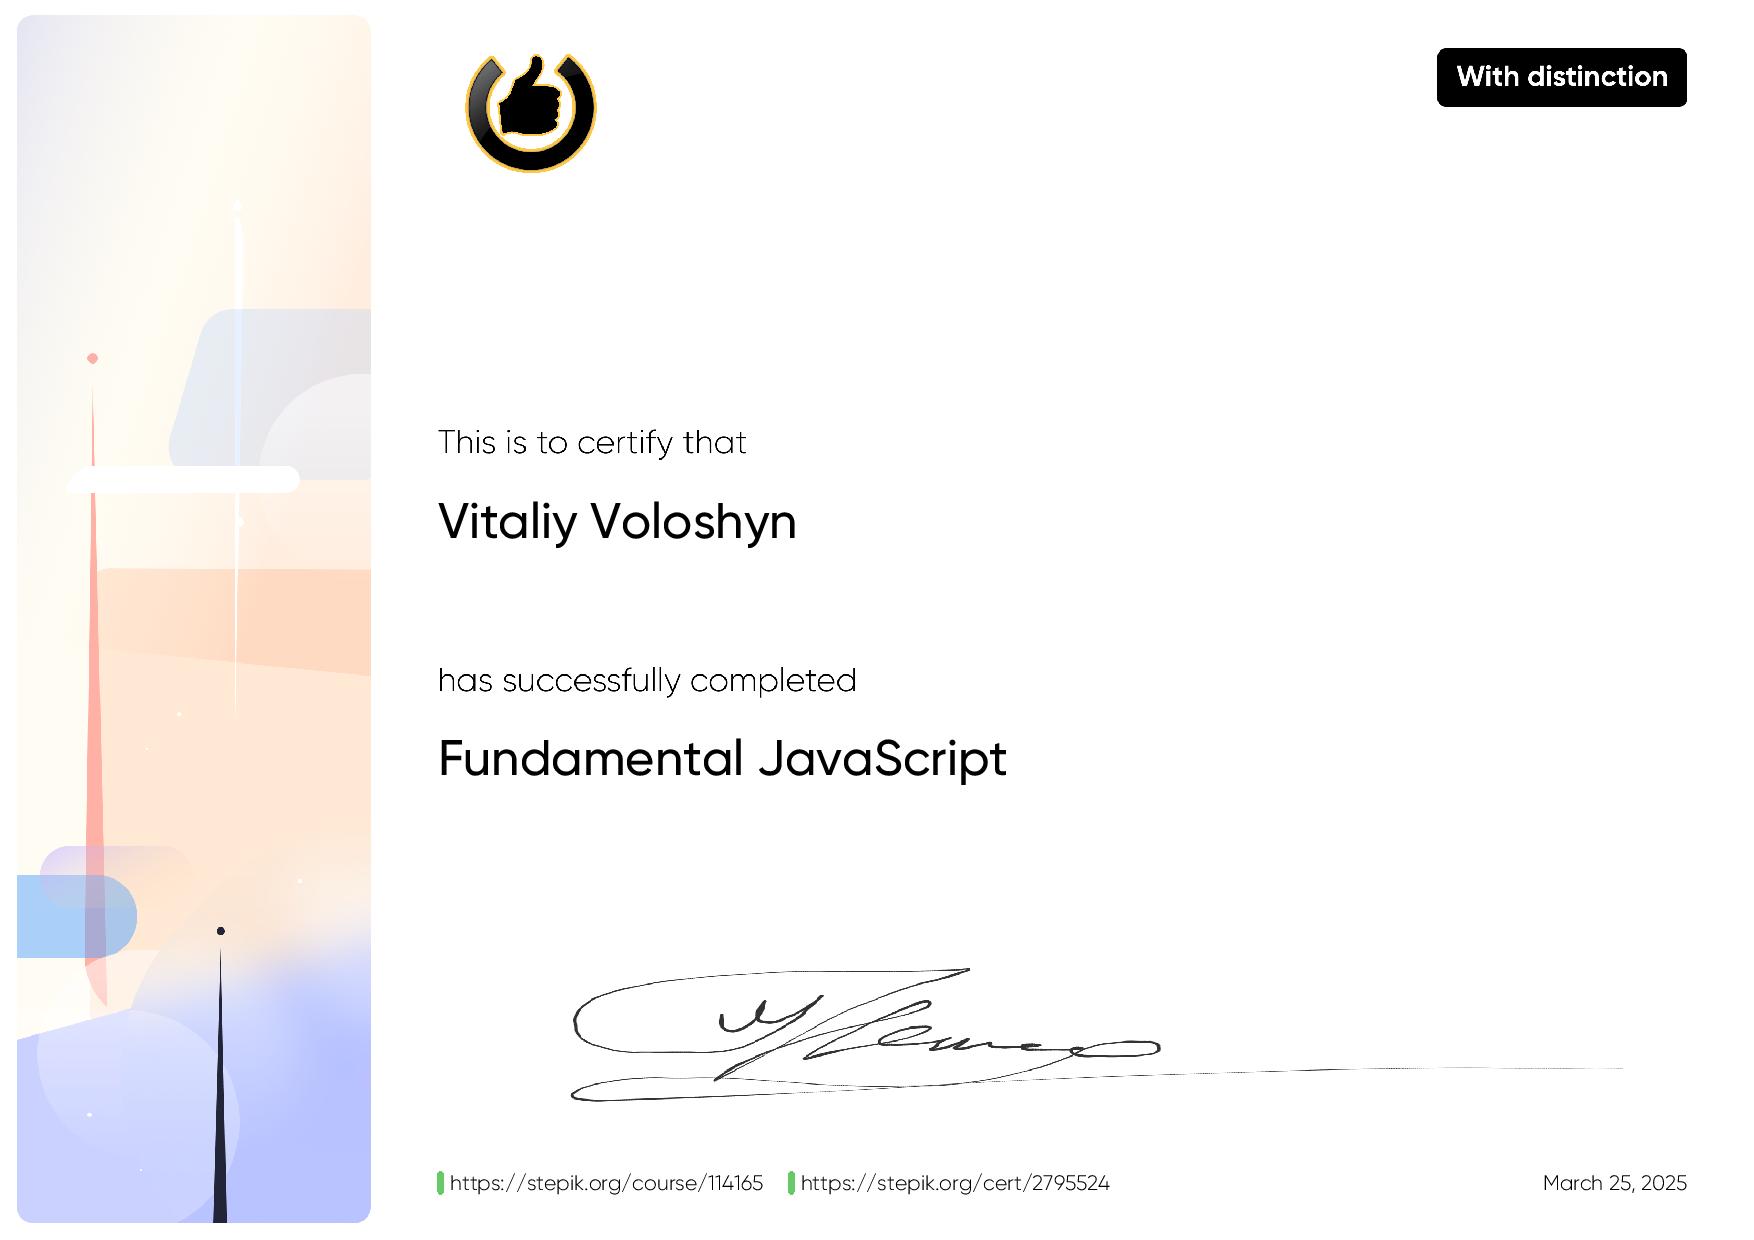 With distinction
This is to certify that
Vitaliy Voloshyn
has successfully completed
Fundamental JavaScript
https://stepik.org/course/114165
https://stepik.org/cert/2795524
March 25, 2025